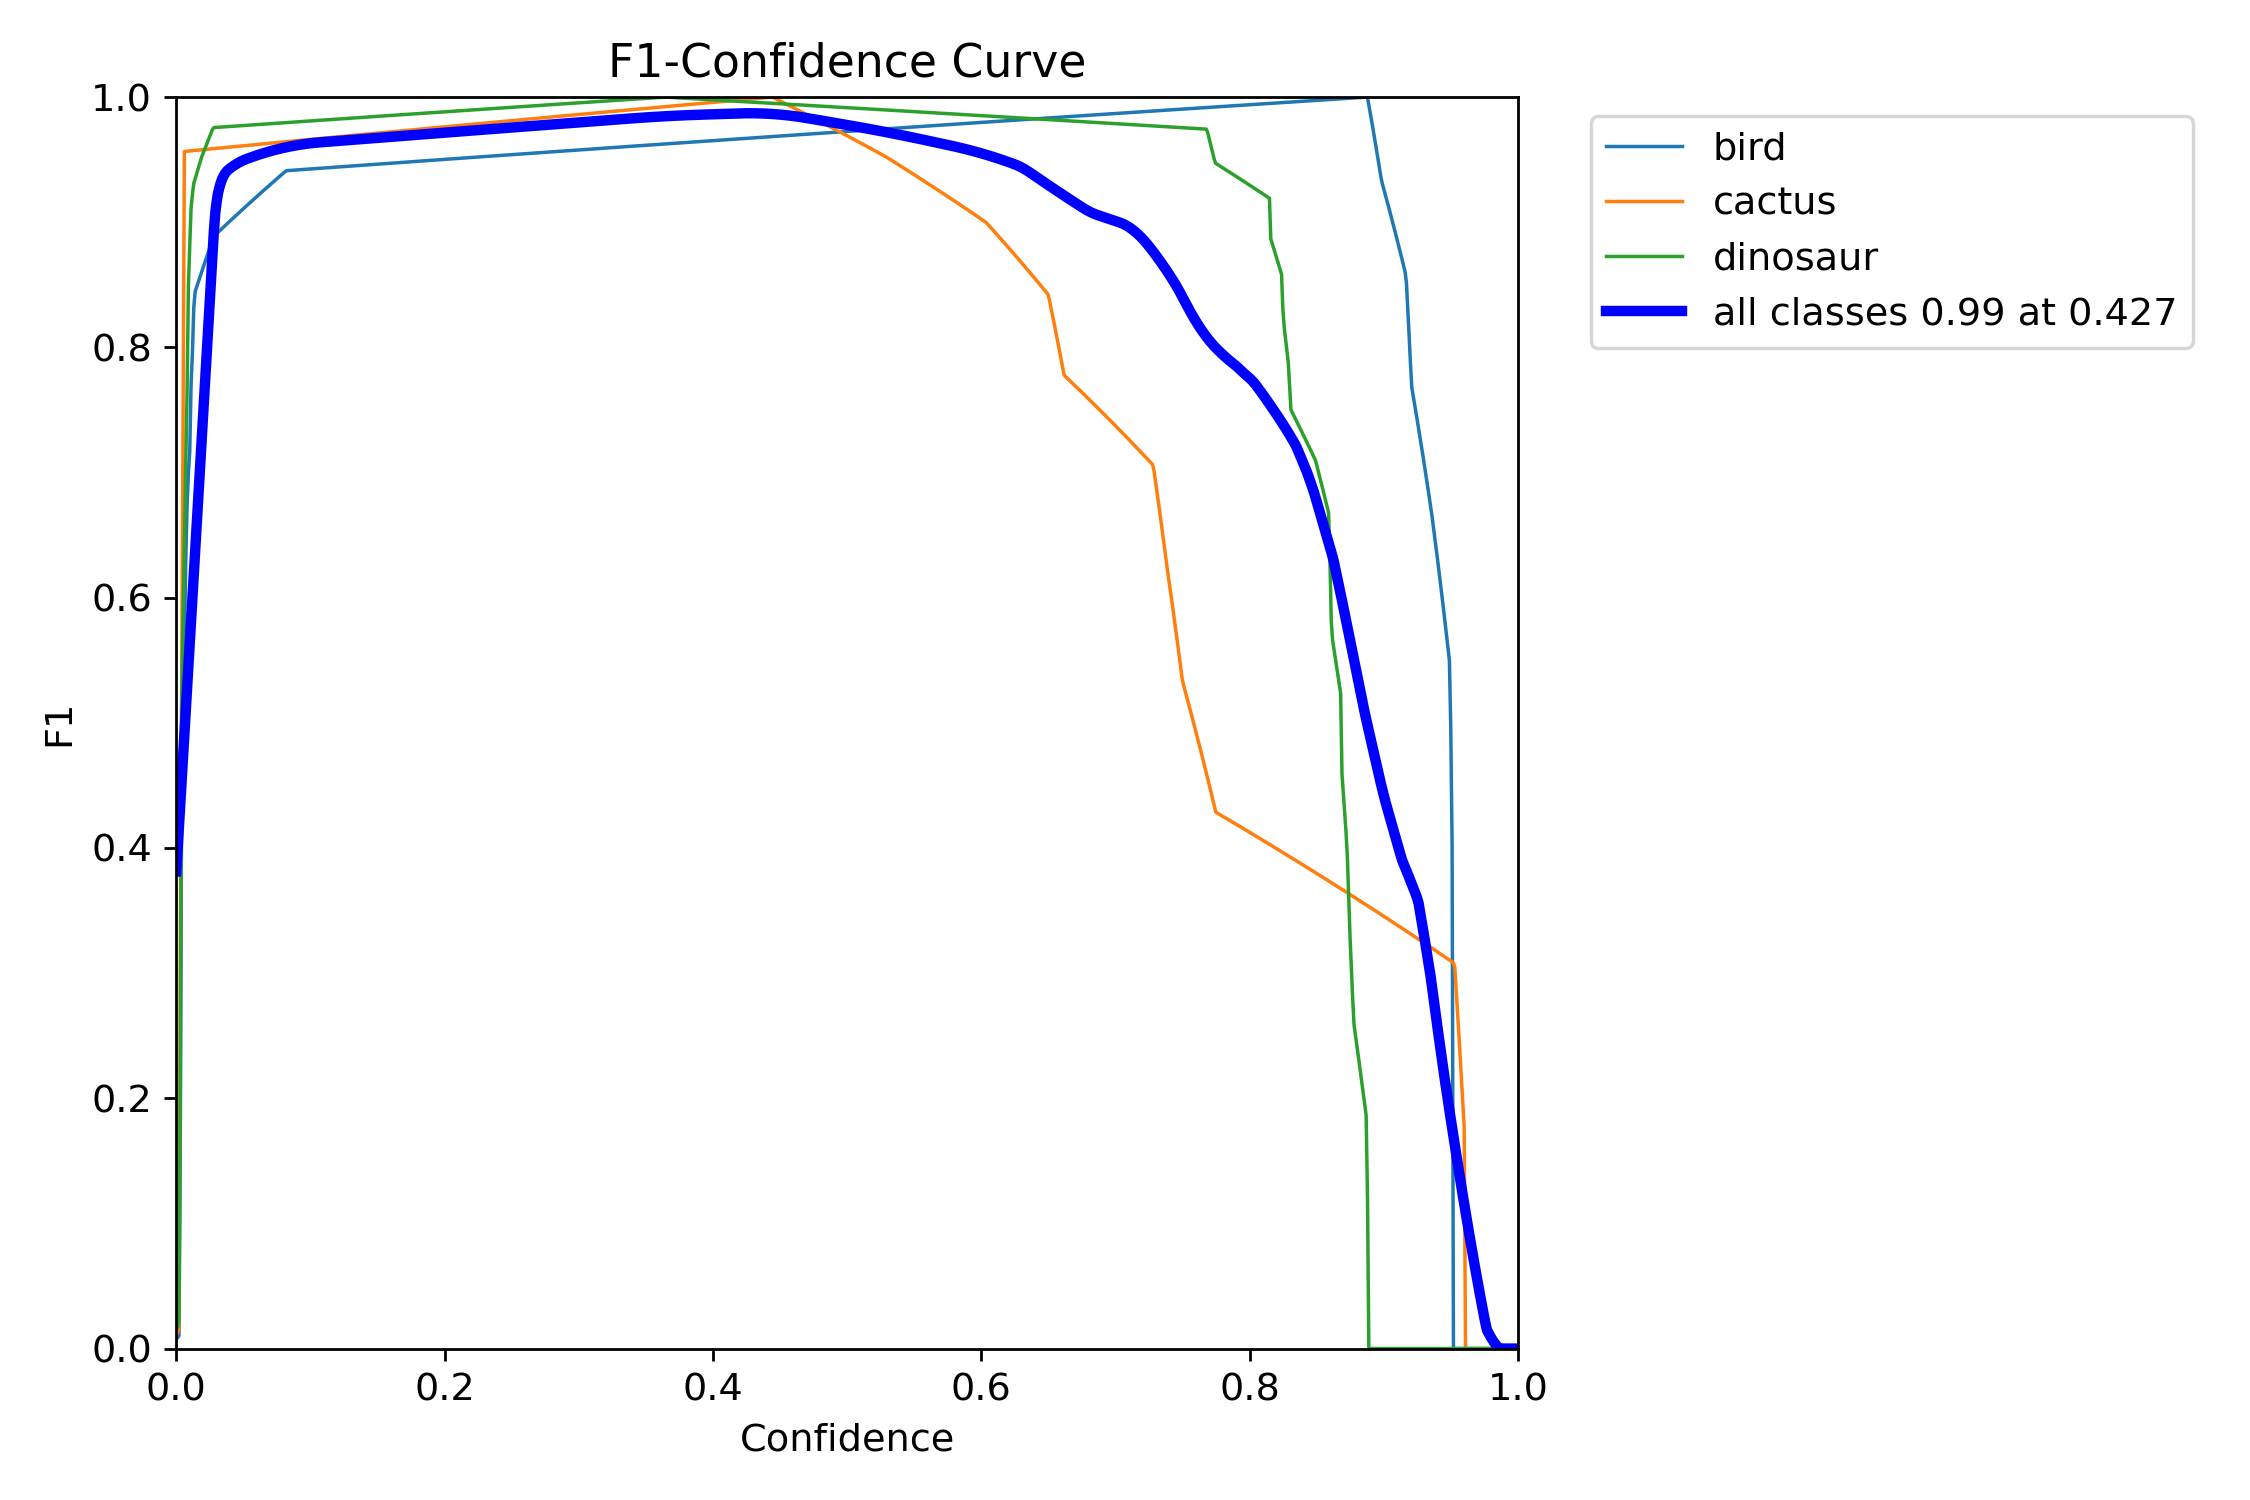 F1-Confidence Curve
bird
cactus
dinosaur
all classes 0.99 at 0.427
1.0
0.8
0.6
0.4
0.2
0.0
F1
0.0 0.2 0.4 0.6 0.8 1.0
Confidence